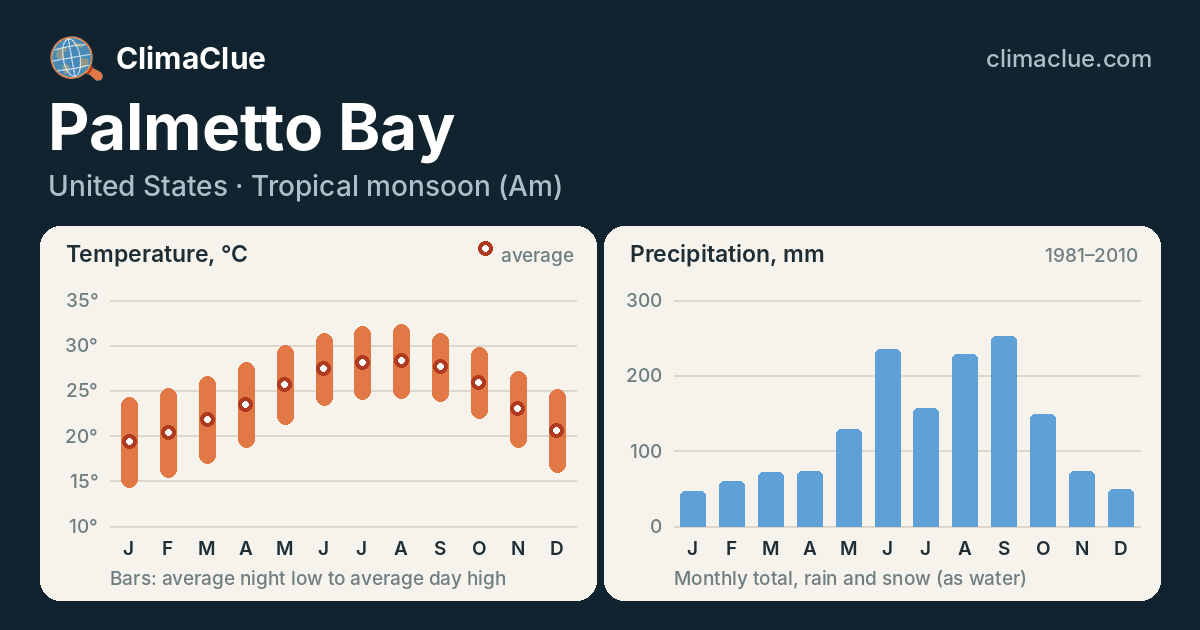 ClimaClue
climaclue.com
Palmetto Bay
United States · Tropical monsoon (Am)
Temperature, °C
average
35°
30°
25°
20°
15°
10°
J F M A M J J A S O N D
Bars: average night low to average day high
Precipitation, mm
1981–2010
300
200
100
0
J F M A M J J A S O N D
Monthly total, rain and snow (as water)